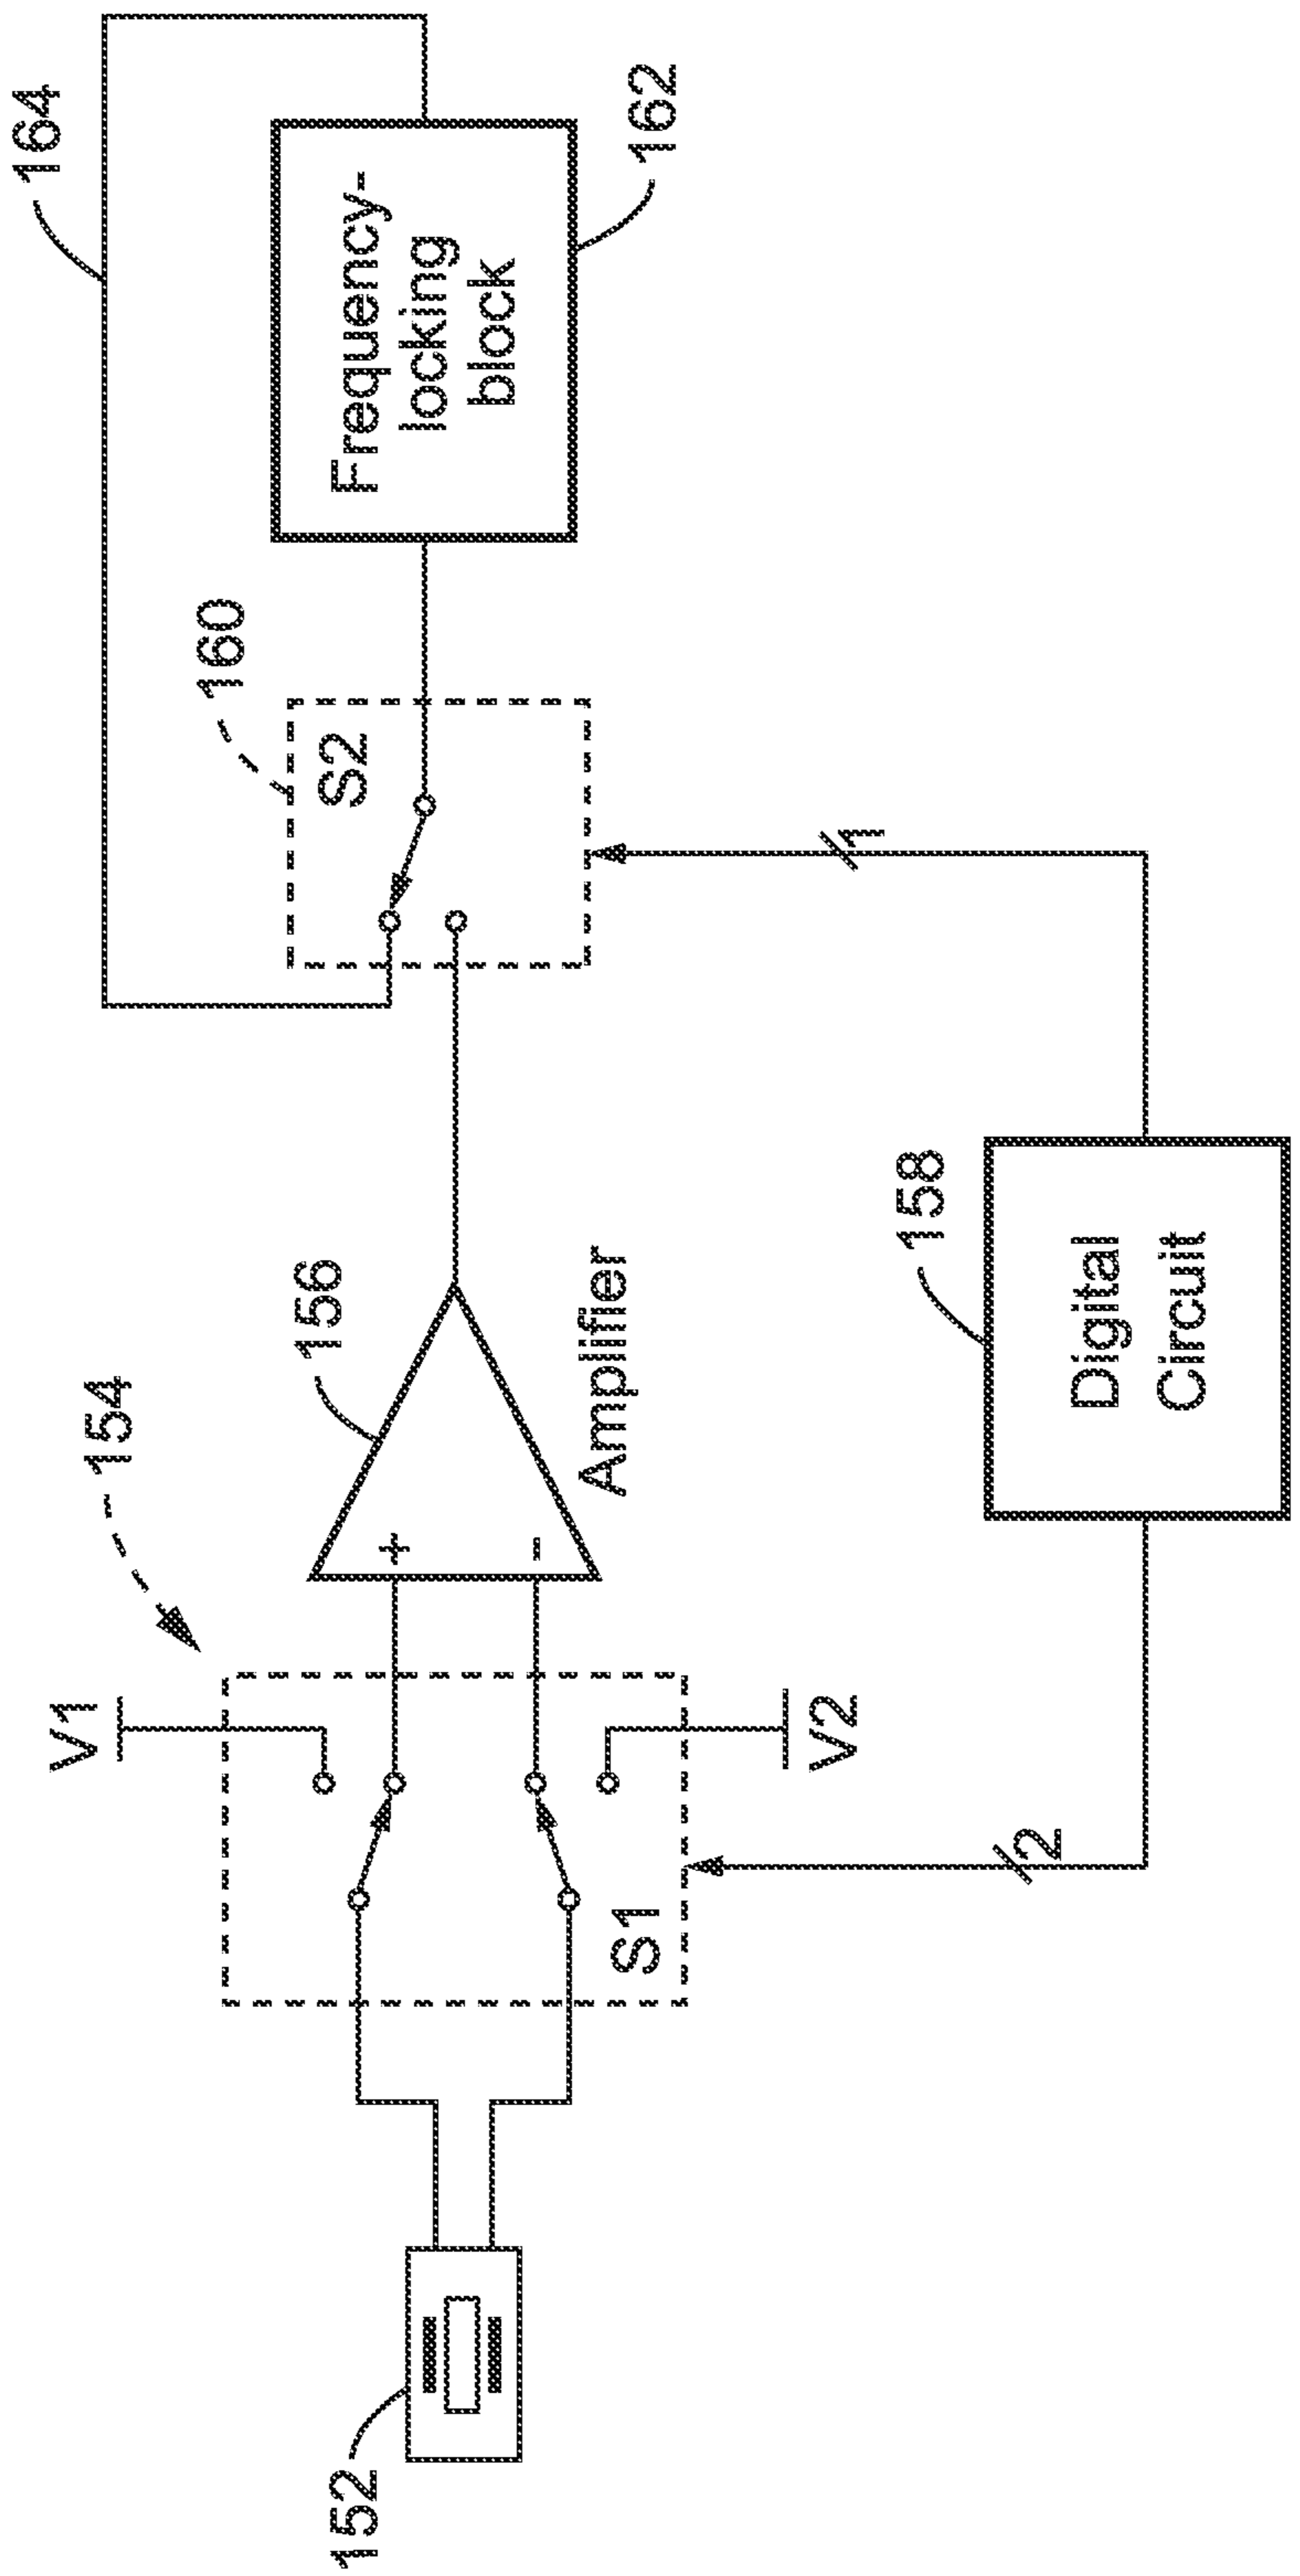 164
Frequency-
locking
block
162
160
S2
1
154
156
Amplifier
158
Digital
Circuit
V1
+
-
V2
S1
2
152